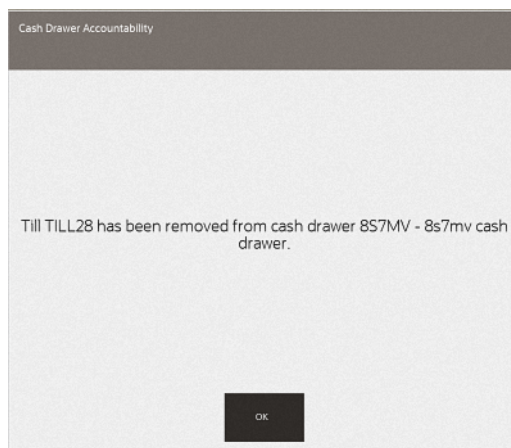 Cash Drawer Accountability
Till TILL28 has been removed from cash drawer 8S7MV - 8s7mv cash
drawer.
OK